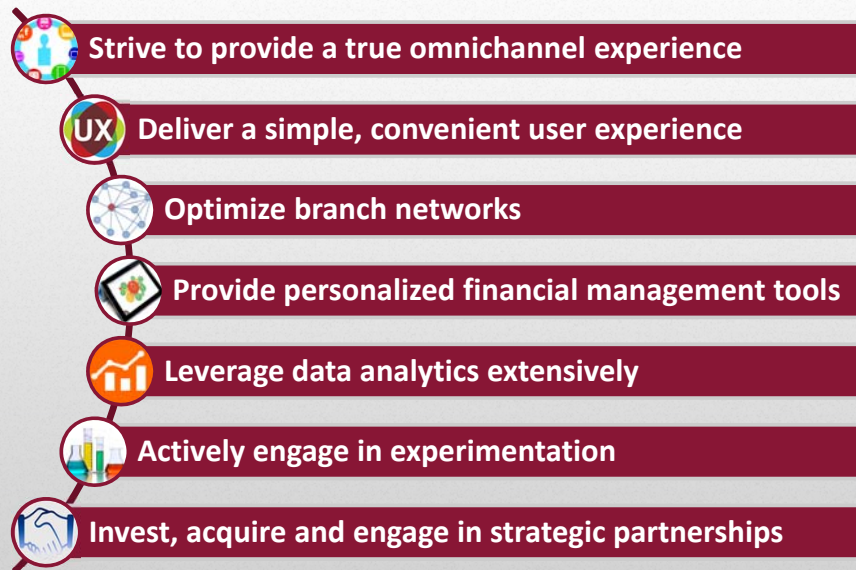 Strive to provide a true omnichannel experience
UX
Deliver a simple, convenient user experience
Optimize branch networks
Provide personalized financial management tools
Leverage data analytics extensively
Actively engage in experimentation
Invest, acquire and engage in strategic partnerships